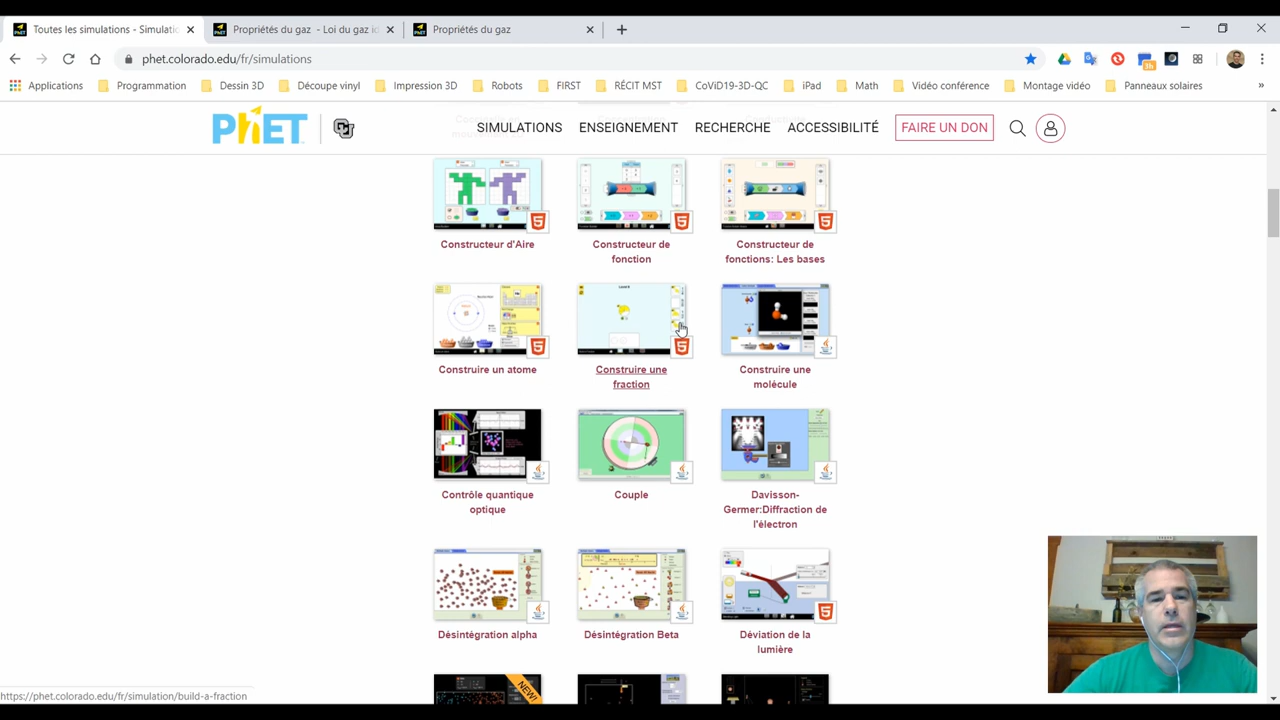 Toutes les simulations - Simulatio
Propriétés du gaz - Loi du gaz id
Propriétés du gaz
phet.colorado.edu/fr/simulations
Applications
Programmation
Dessin 3D
Découpe vinyl
Impression 3D
Robots
FIRST
RÉCIT MST
CoViD19-3D-QC
iPad
Math
Vidéo conférence
Montage vidéo
Panneaux solaires
»
PhET
SIMULATIONS
ENSEIGNEMENT
RECHERCHE
ACCESSIBILITÉ
FAIRE UN DON
Constructeur d'Aire
Constructeur de
fonction
Constructeur de
fonctions: Les bases
Level 8
Construire un atome
Construire une
fraction
Construire une
molécule
Contrôle quantique
optique
Couple
Davisson-
Germer:Diffraction de
l'électron
Désintégration alpha
Désintégration Beta
Déviation de la
lumière
NEW!
https://phet.colorado.edu/fr/simulation/build-a-fraction